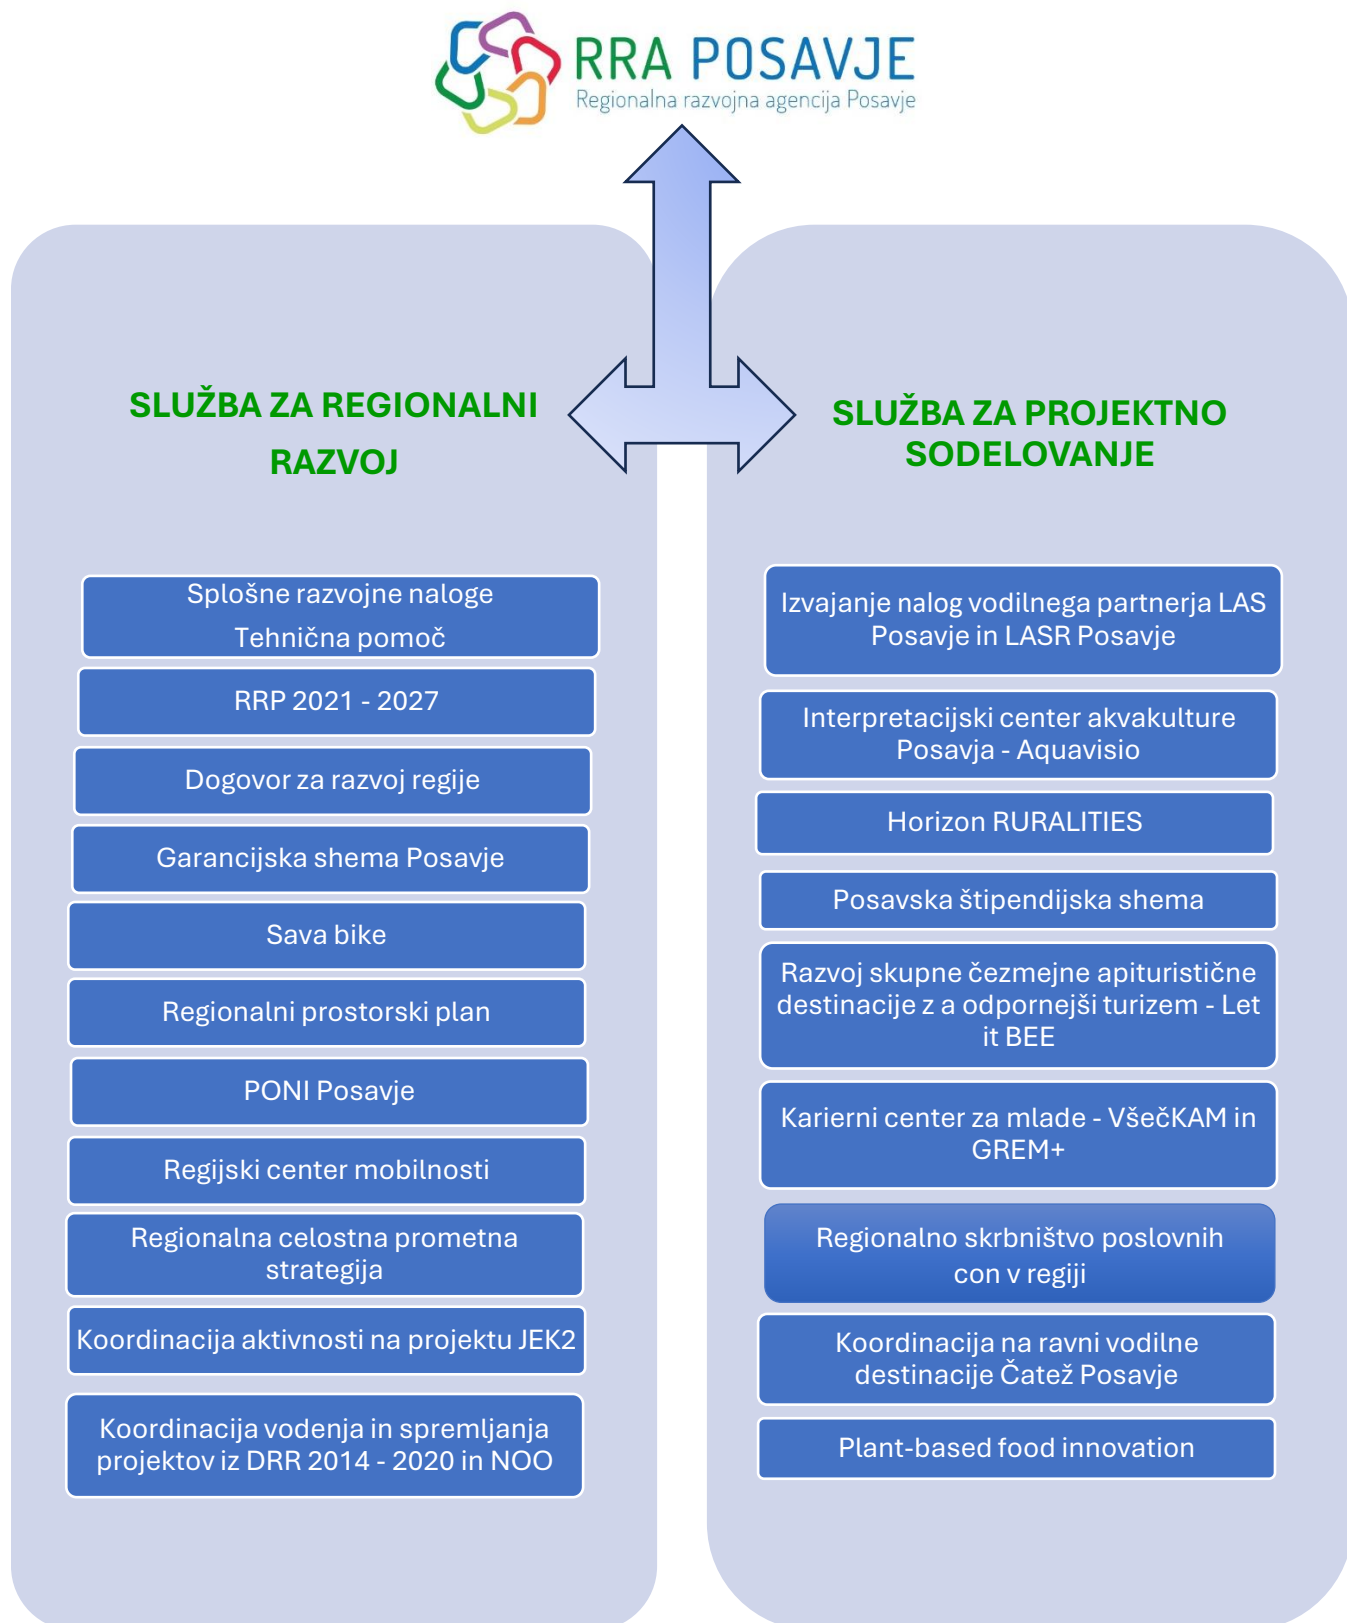 RRA POSAVJE
Regionalna razvojna agencija Posavje
SLUŽBA ZA REGIONALNI
RAZVOJ
Splošne razvojne naloge
Tehnična pomoč
RRP 2021 - 2027
Dogovor za razvoj regije
Garancijska shema Posavje
Sava bike
Regionalni prostorski plan
PONI Posavje
Regijski center mobilnosti
Regionalna celostna prometna
strategija
Koordinacija aktivnosti na projektu JEK2
Koordinacija vodenja in spremljanja
projektov iz DRR 2014 - 2020 in NOO
SLUŽBA ZA PROJEKTNO
SODELOVANJE
Izvajanje nalog vodilnega partnerja LAS
Posavje in LASR Posavje
Interpretacijski center akvakulture
Posavja - Aquavisio
Horizon RURALITIES
Posavska štipendijska shema
Razvoj skupne čezmejne apituristične
destinacije z a odpornejši turizem - Let
it BEE
Karierni center za mlade - VšečKAM in
GREM+
Regionalno skrbništvo poslovnih
con v regiji
Koordinacija na ravni vodilne
destinacije Čatež Posavje
Plant-based food innovation